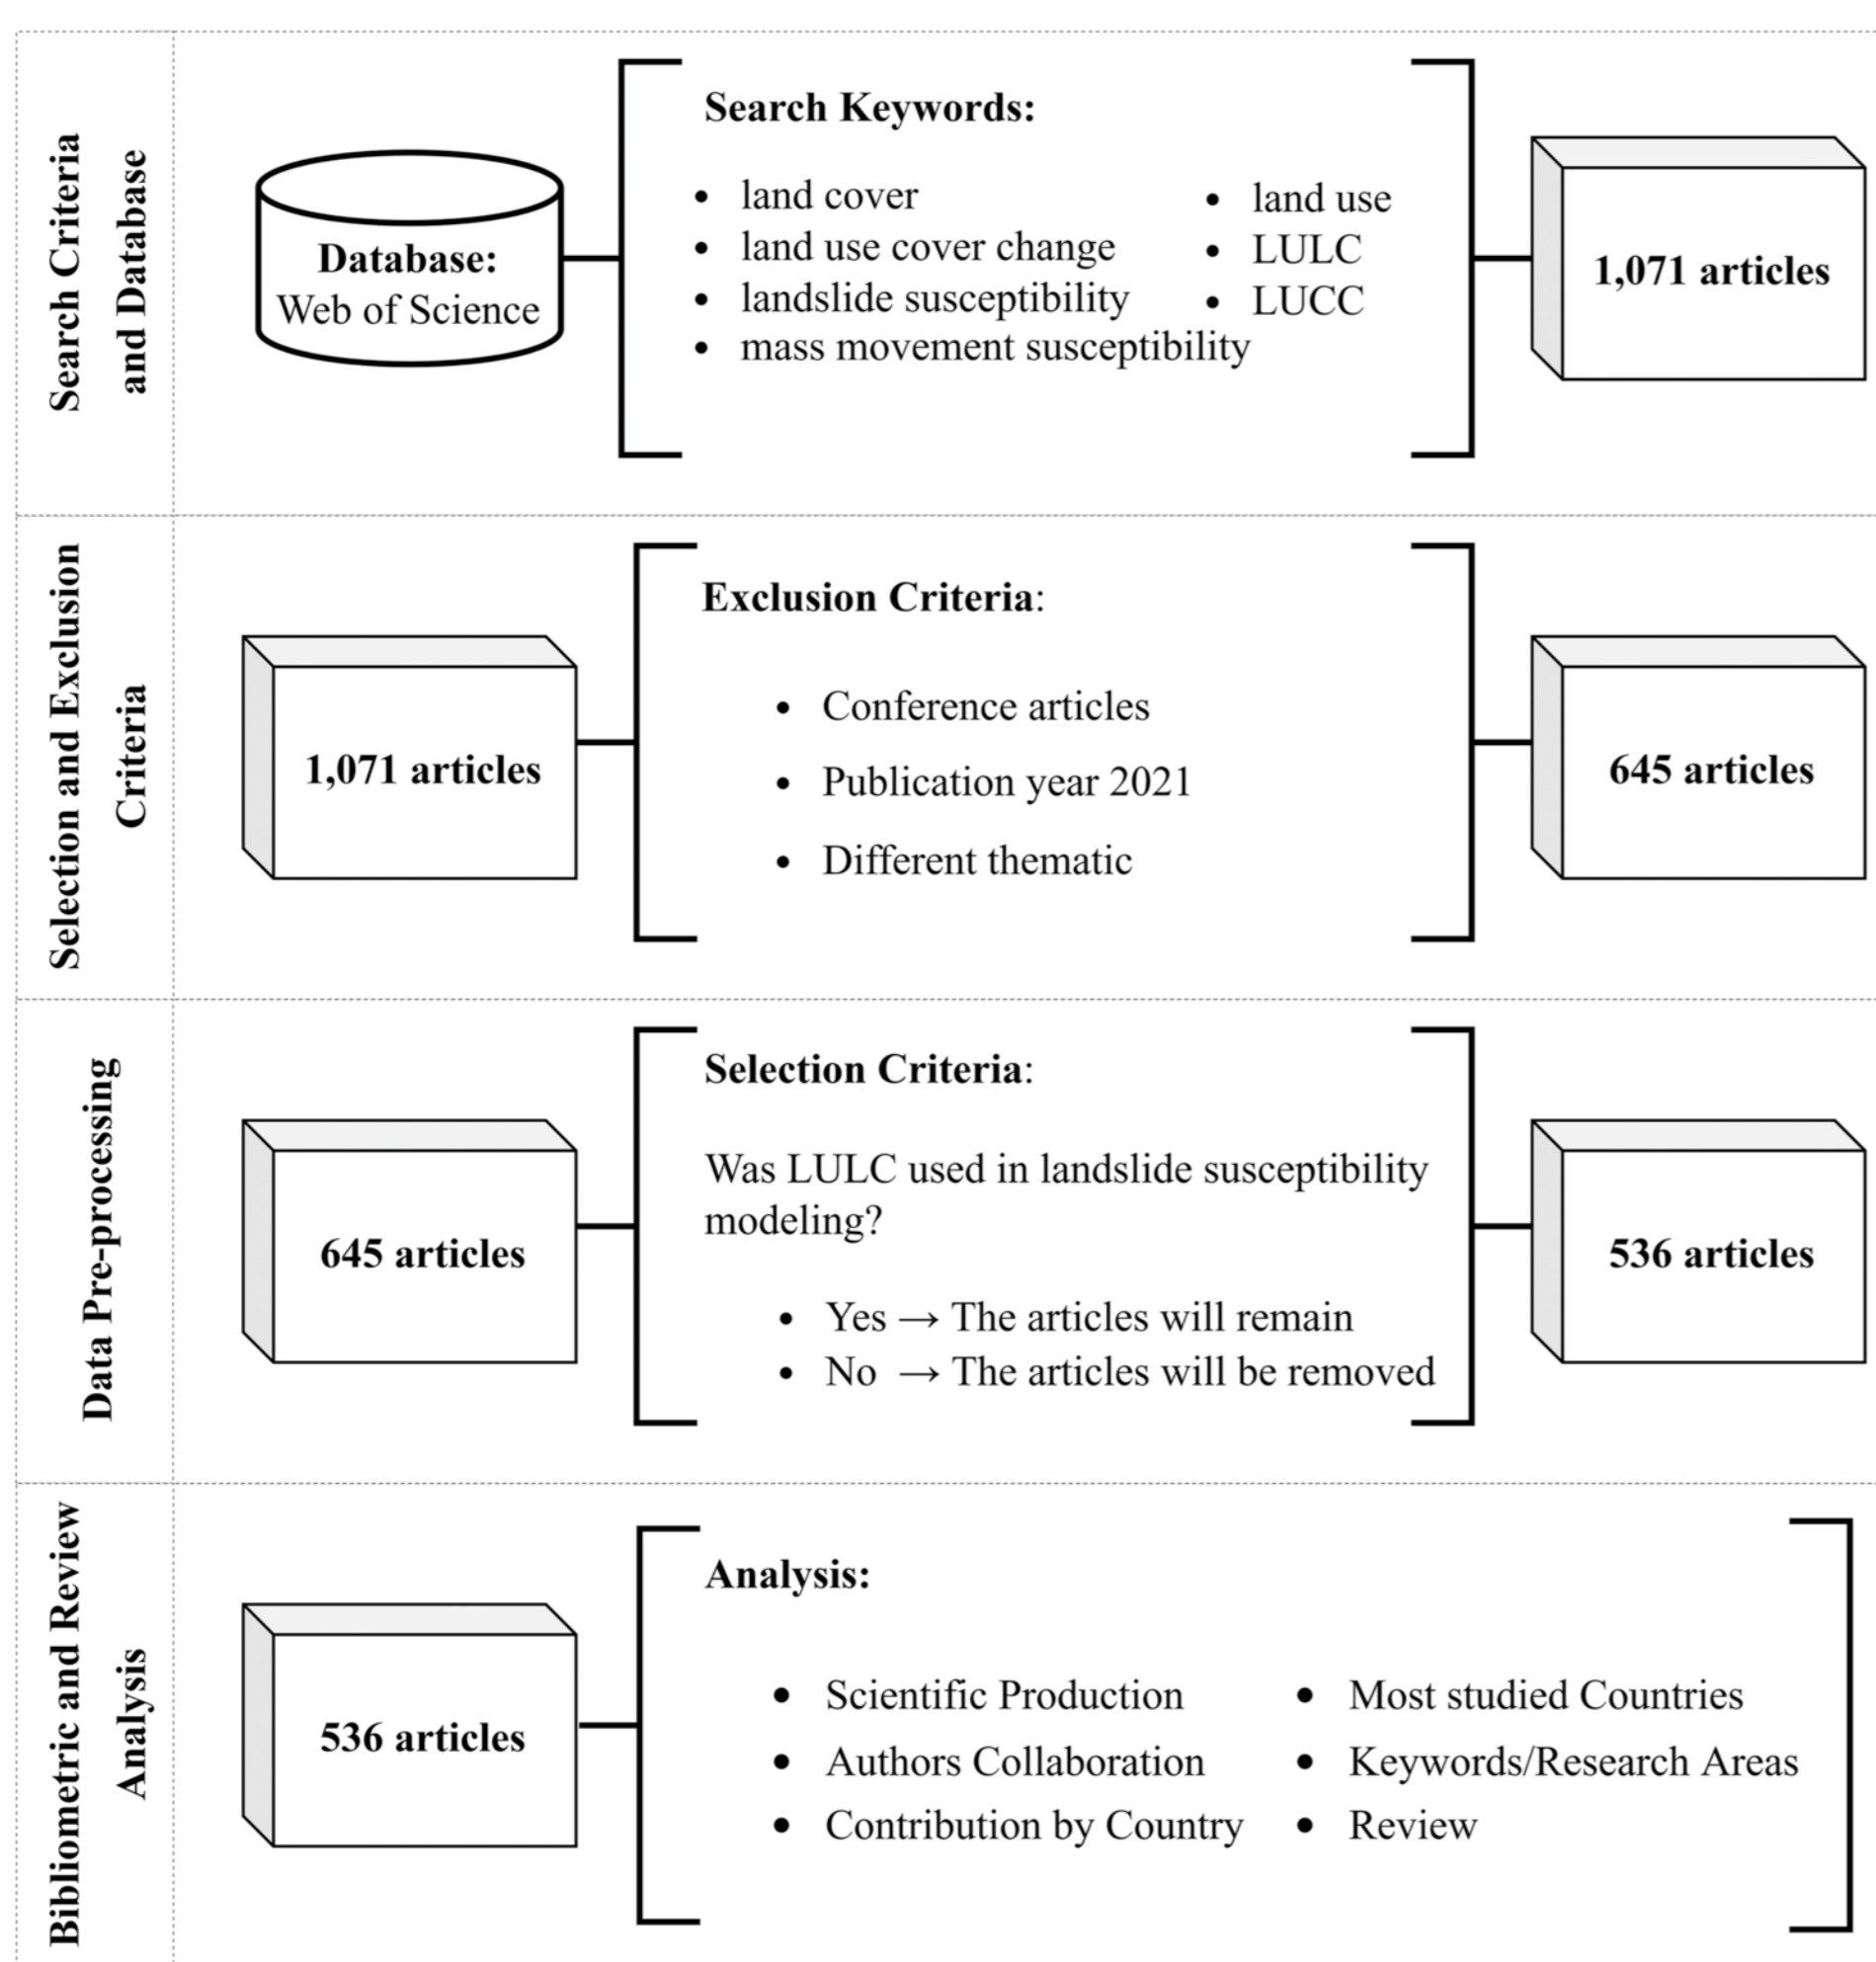 Search Criteria
and Database
Database:
Web of Science
Search Keywords:
• land cover
• land use cover change
• landslide susceptibility
• mass movement susceptibility
• land use
• LULC
• LUCC
1,071 articles
Selection and Exclusion
Criteria
1,071 articles
Exclusion Criteria:
• Conference articles
• Publication year 2021
• Different thematic
645 articles
Data Pre-processing
645 articles
Selection Criteria:
Was LULC used in landslide susceptibility
modeling?
• Yes → The articles will remain
• No → The articles will be removed
536 articles
Bibliometric and Review
Analysis
536 articles
Analysis:
• Scientific Production
• Authors Collaboration
• Contribution by Country
• Most studied Countries
• Keywords/Research Areas
• Review